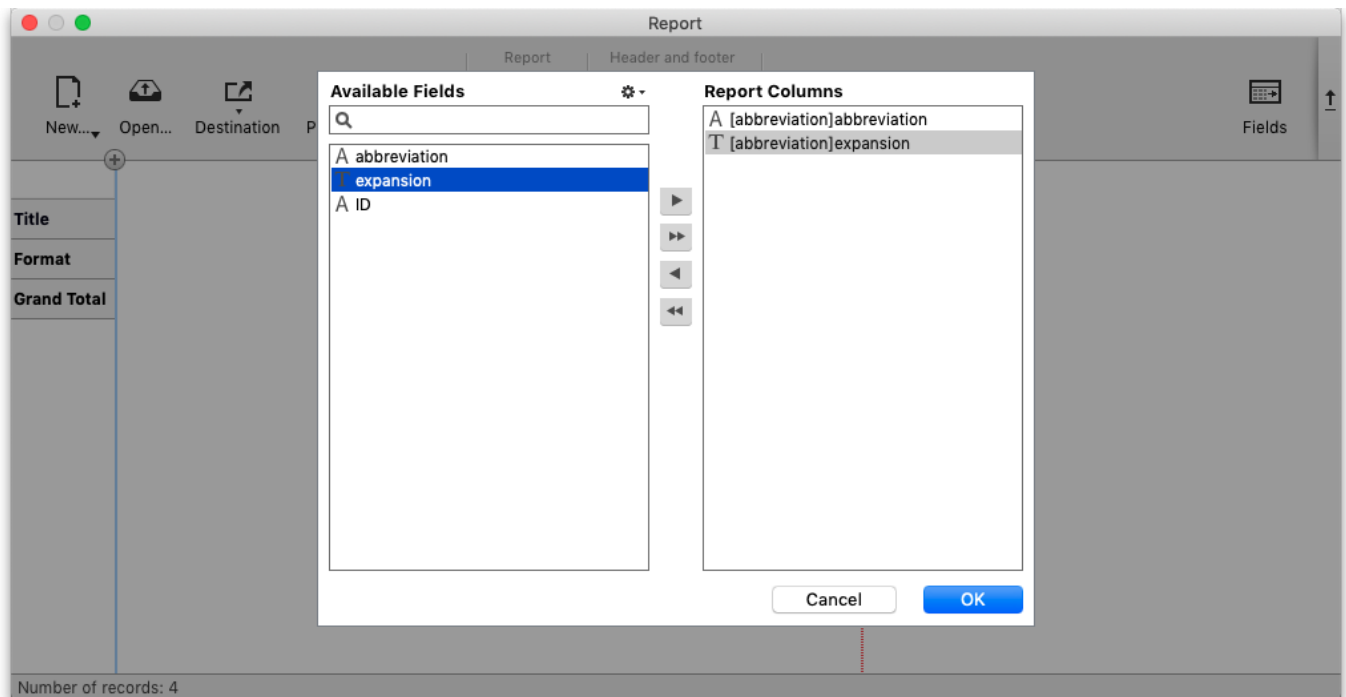 Report
Report Header and footer
New... Open... Destination P
Fields
Available Fields
abbreviation
expansion
ID
Report Columns
[abbreviation]abbreviation
[abbreviation]expansion
Title
Format
Grand Total
Cancel OK
Number of records: 4